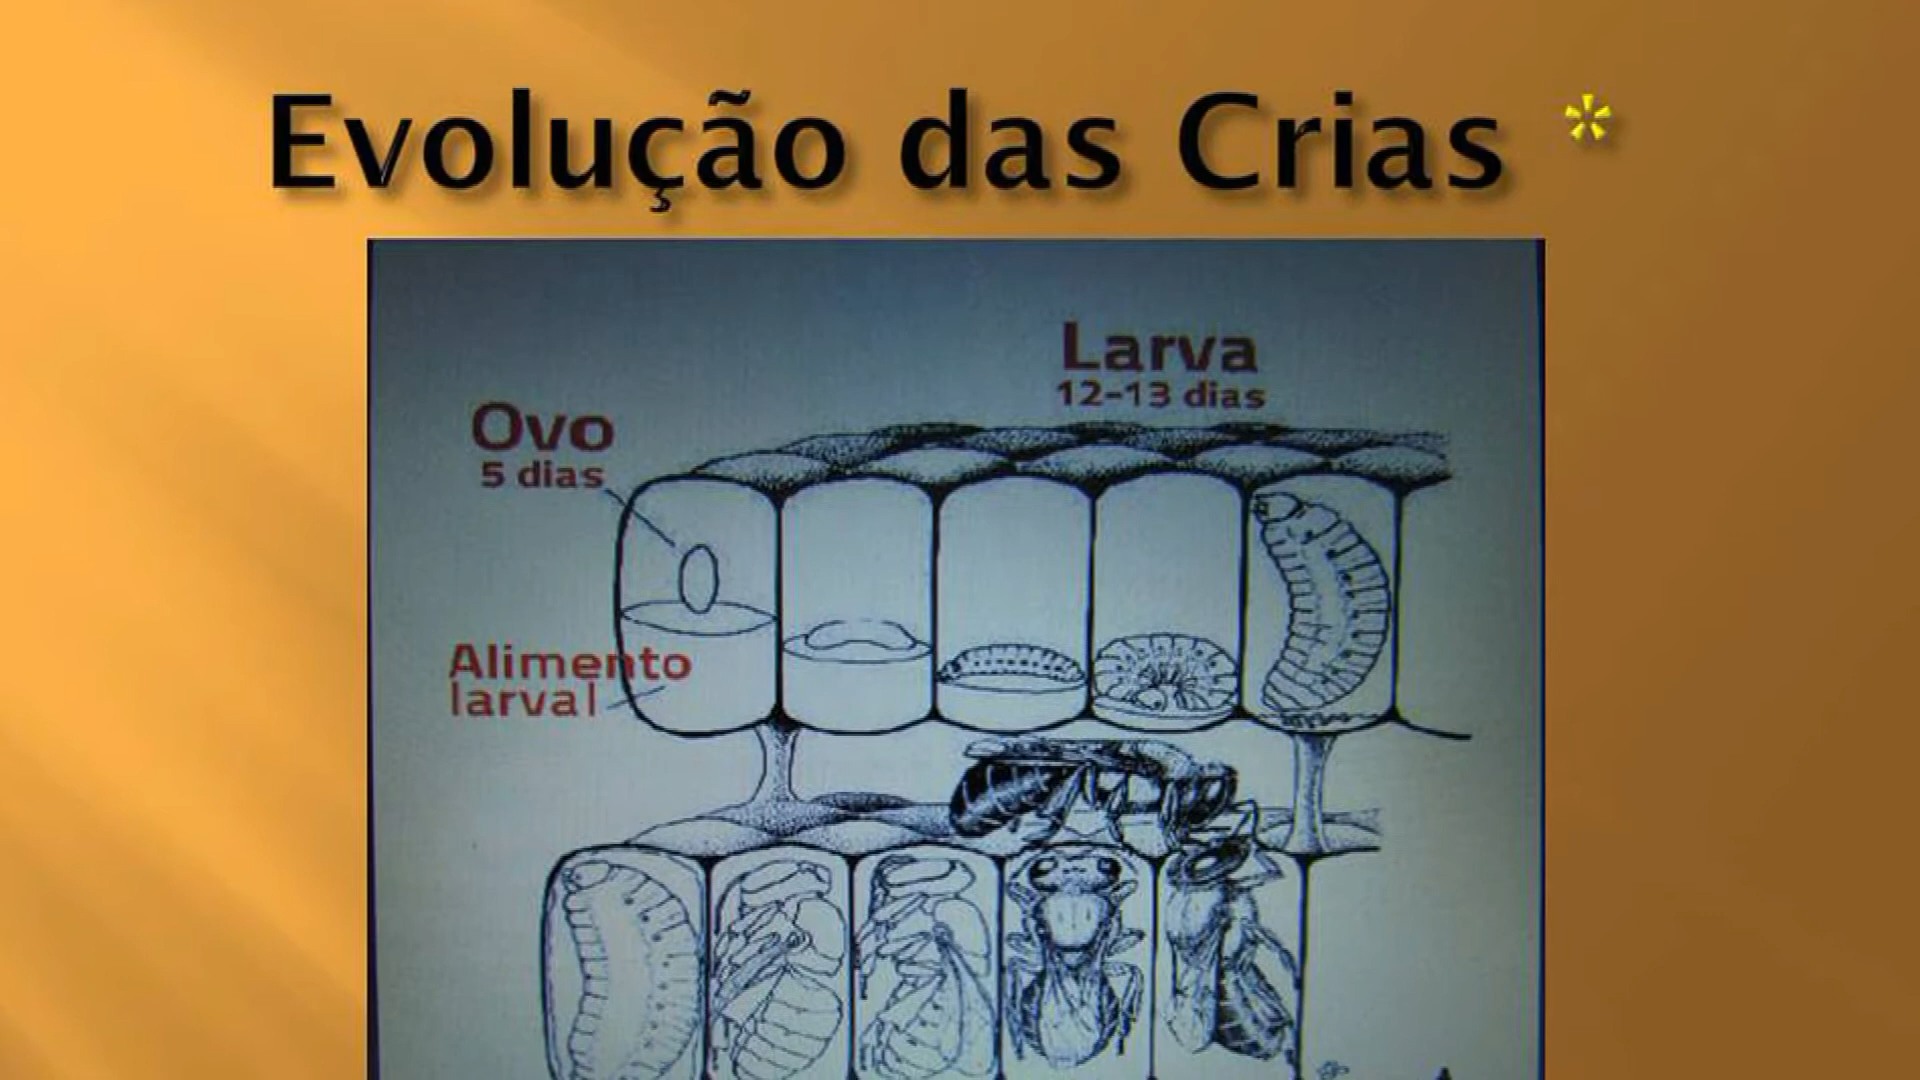 Evolução das Crias *
Larva
12-13 dias
Ovo
5 dias
Alimento
larval